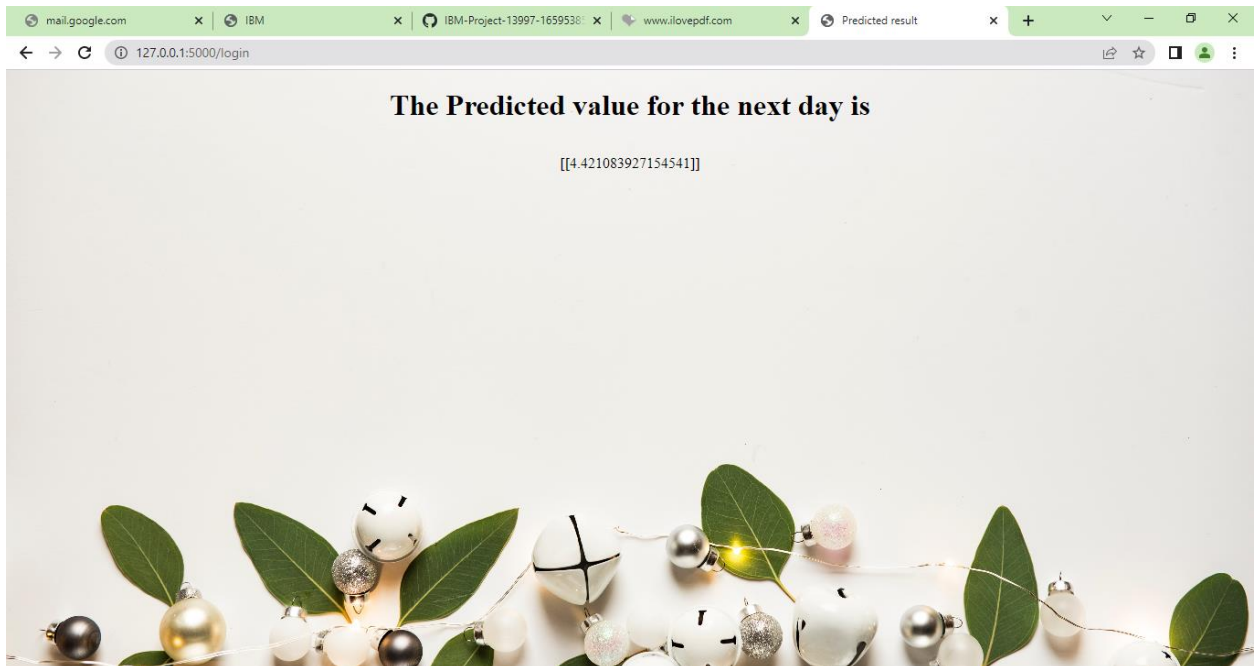 mail.google.com
IBM
IBM-Project-13997-1659538
www.ilovepdf.com
Predicted result
127.0.0.1:5000/login
The Predicted value for the next day is
[[4.421083927154541]]